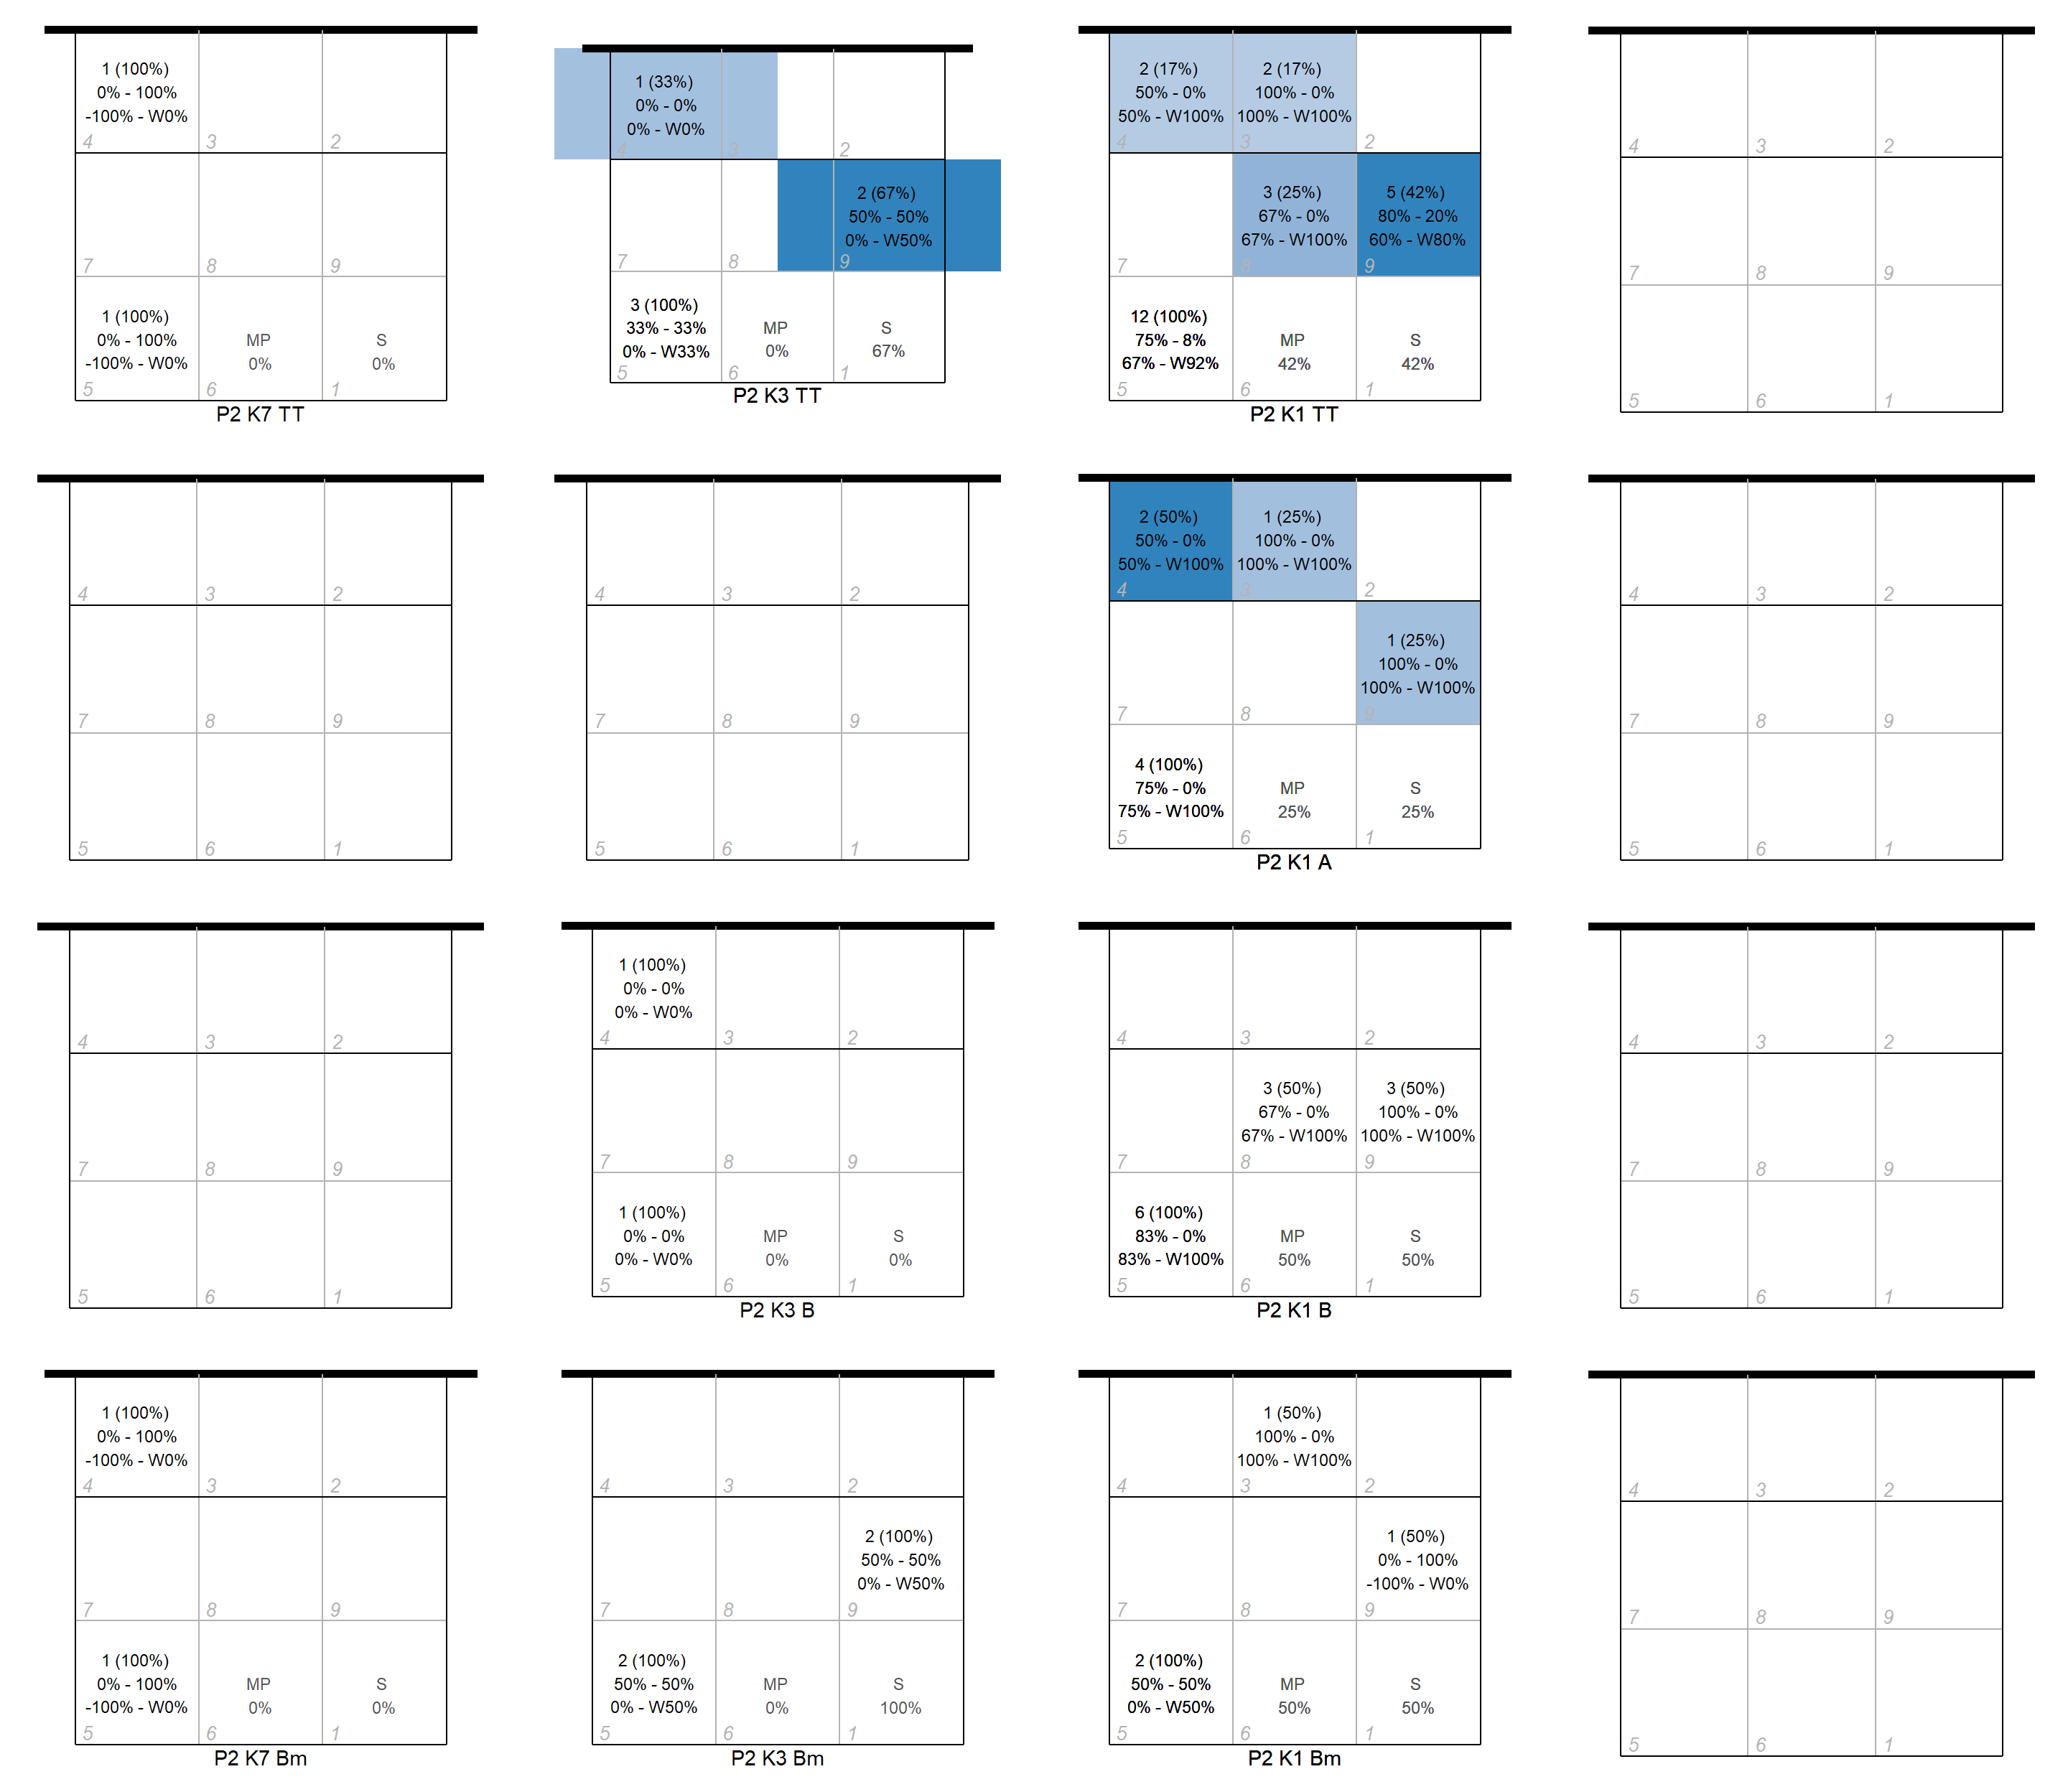 1 (100%)
0% - 100%
-100% - W0%
4
3
2
7
8
9
1 (100%)
0% - 100%
-100% - W0%
MP
0%
S
0%
5
6
1
P2 K7 TT
1 (33%)
0% - 0%
0% - W0%
4
3
2
2 (67%)
50% - 50%
0% - W50%
7
8
9
3 (100%)
33% - 33%
0% - W33%
MP
0%
S
67%
5
6
1
P2 K3 TT
2 (17%)
50% - 0%
50% - W100%
2 (17%)
100% - 0%
100% - W100%
4
3
2
3 (25%)
67% - 0%
67% - W100%
5 (42%)
80% - 20%
60% - W80%
7
8
9
12 (100%)
75% - 8%
67% - W92%
MP
42%
S
42%
5
6
1
P2 K1 TT
4
3
2
7
8
9
5
6
1
4
3
2
7
8
9
5
6
1
4
3
2
7
8
9
5
6
1
2 (50%)
50% - 0%
50% - W100%
1 (25%)
100% - 0%
100% - W100%
4
3
2
1 (25%)
100% - 0%
100% - W100%
7
8
9
4 (100%)
75% - 0%
75% - W100%
MP
25%
S
25%
5
6
1
P2 K1 A
4
3
2
7
8
9
5
6
1
4
3
2
7
8
9
5
6
1
1 (100%)
0% - 0%
0% - W0%
4
3
2
7
8
9
1 (100%)
0% - 0%
0% - W0%
MP
0%
S
0%
5
6
1
P2 K3 B
4
3
2
3 (50%)
67% - 0%
67% - W100%
3 (50%)
100% - 0%
100% - W100%
7
8
9
6 (100%)
83% - 0%
83% - W100%
MP
50%
S
50%
5
6
1
P2 K1 B
4
3
2
7
8
9
5
6
1
1 (100%)
0% - 100%
-100% - W0%
4
3
2
7
8
9
1 (100%)
0% - 100%
-100% - W0%
MP
0%
S
0%
5
6
1
P2 K7 Bm
4
3
2
2 (100%)
50% - 50%
0% - W50%
7
8
9
2 (100%)
50% - 50%
0% - W50%
MP
0%
S
100%
5
6
1
P2 K3 Bm
1 (50%)
100% - 0%
100% - W100%
4
3
2
1 (50%)
0% - 100%
-100% - W0%
7
8
9
2 (100%)
50% - 50%
0% - W50%
MP
50%
S
50%
5
6
1
P2 K1 Bm
4
3
2
7
8
9
5
6
1